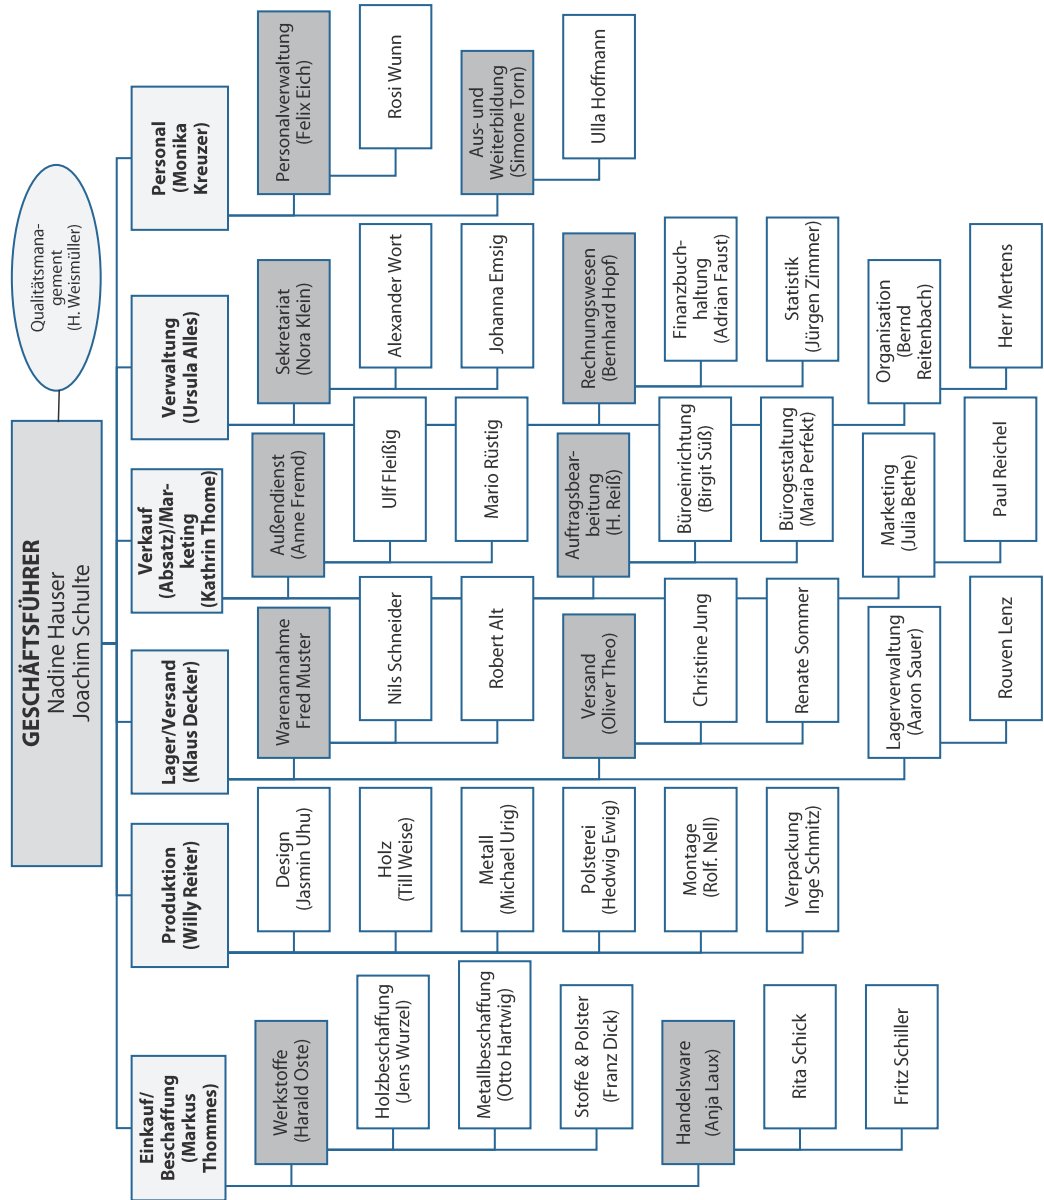 GESCHÄFTSFÜHRER
Nadine Hauser
Joachim Schulte
Qualitätsmana-
gement
(H. Weismüller)
Einkauf/
Beschaffung
(Markus
Thommes)
Werkstoffe
(Harald Oste)
Holzbeschaffung
(Jens Wurzel)
Metallbeschaffung
(Otto Hartwig)
Stoffe & Polster
(Franz Dick)
Handelsware
(Anja Laux)
Rita Schick
Fritz Schiller
Produktion
(Willy Reiter)
Design
(Jasmin Uhu)
Holz
(Till Weise)
Metall
(Michael Urig)
Polsterei
(Hedwig Ewig)
Montage
(Rolf. Nell)
Verpackung
Inge Schmitz)
Lager/Versand
(Klaus Decker)
Warenannahme
Fred Muster
Nils Schneider
Robert Alt
Versand
(Oliver Theo)
Christine Jung
Renate Sommer
Lagerverwaltung
(Aaron Sauer)
Rouven Lenz
Verkauf
(Absatz)/Mar-
keting
(Kathrin Thome)
Außendienst
(Anne Fremd)
Ulf Fleißig
Mario Rüstig
Auftragsbear-
beitung
(H. Reiß)
Büroeinrichtung
(Birgit Süß)
Bürogestaltung
(Maria Perfekt)
Marketing
(Julia Bethe)
Paul Reichel
Verwaltung
(Ursula Alles)
Sekretariat
(Nora Klein)
Alexander Wort
Johanna Emsig
Rechnungswesen
(Bernhard Hopf)
Finanzbuch-
haltung
(Adrian Faust)
Statistik
(Jürgen Zimmer)
Organisation
(Bernd
Reitenbach)
Herr Mertens
Personal
(Monika
Kreuzer)
Personalverwaltung
(Felix Eich)
Rosi Wunn
Aus- und
Weiterbildung
(Simone Torn)
Ulla Hoffmann